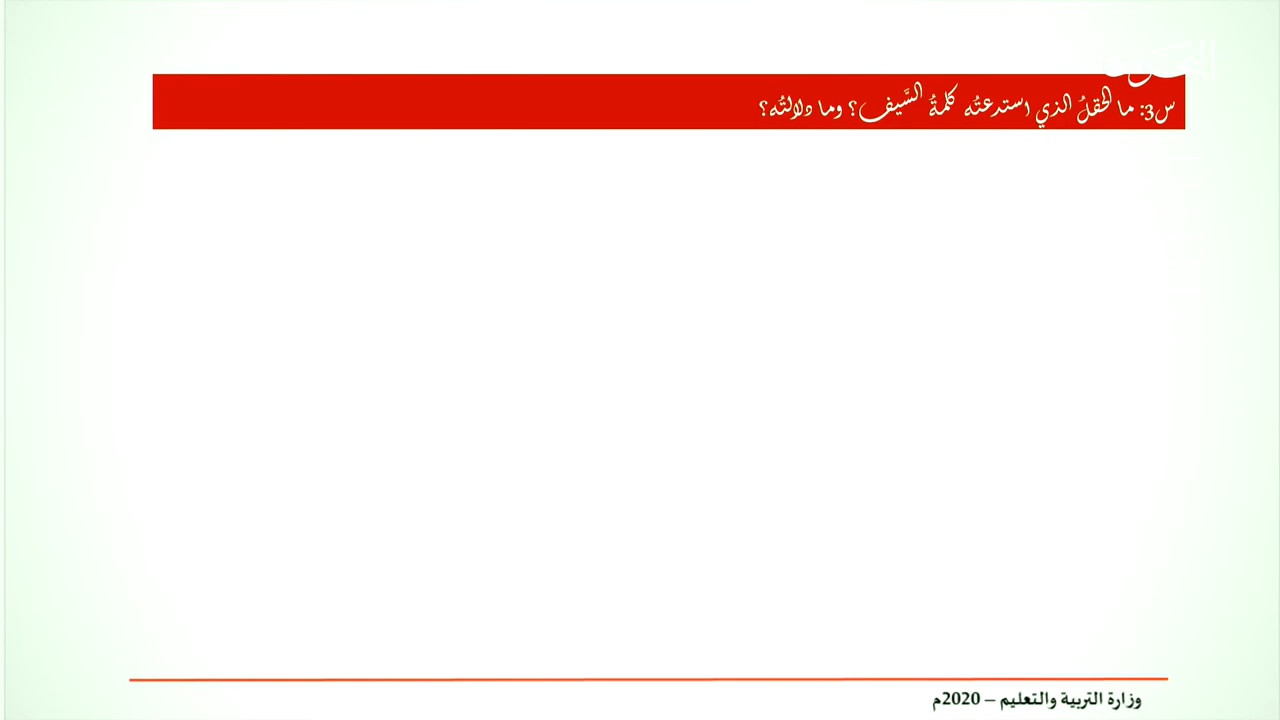 س3: ما الحقلُ الذي استدعتُه كلمةُ السَّيف؟ وما دلالتُه؟
وزارة التربية والتعليم – 2020م